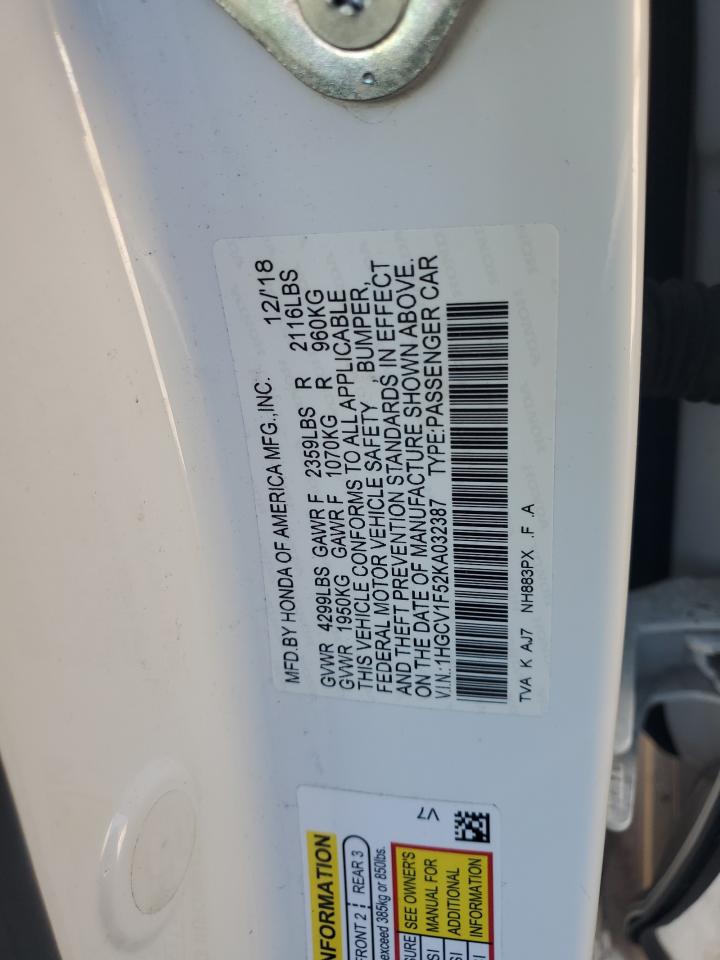 MFD.BY HONDA OF AMERICA MFG.,INC. 12/'18
GVWR 4299LBS GAWR F 2359LBS R 2116LBS
GVWR 1950KG GAWR F 1070KG R 960KG
THIS VEHICLE CONFORMS TO ALL APPLICABLE
FEDERAL MOTOR VEHICLE SAFETY , BUMPER,
AND THEFT PREVENTION STANDARDS IN EFFECT
ON THE DATE OF MANUFACTURE SHOWN ABOVE.
V.I.N.:1HGCV1F52KA032387 TYPE:PASSENGER CAR
TVA K AJ7 NH883PX .F .A
V7
INFORMATION
FRONT 2 REAR 3
exceed 385kg or 850lbs.
SEE OWNER'S
MANUAL FOR
ADDITIONAL
INFORMATION